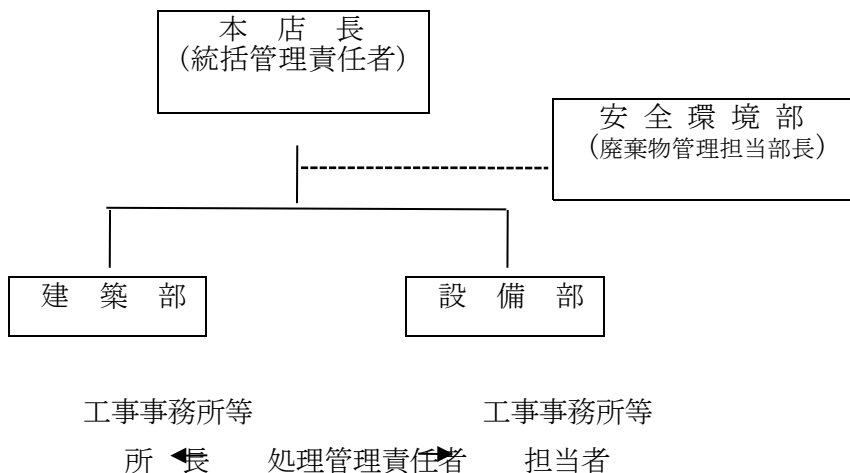 本　店　長
(統括管理責任者)
安 全 環 境 部
(廃棄物管理担当部長)
建　築　部
設　備　部
工事事務所等
工事事務所等
所　長
処理管理責任者
担当者